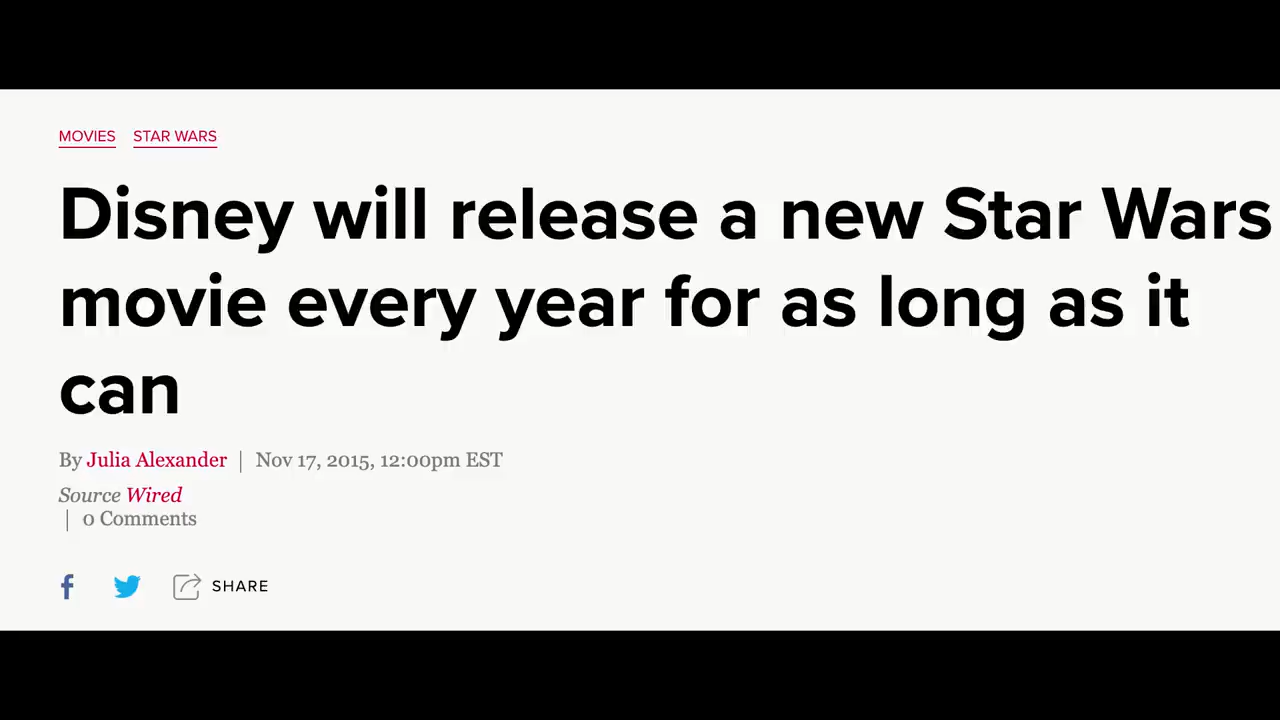 MOVIES STAR WARS
Disney will release a new Star Wars
movie every year for as long as it
can
By Julia Alexander | Nov 17, 2015, 12:00pm EST
Source Wired
| 0 Comments
SHARE